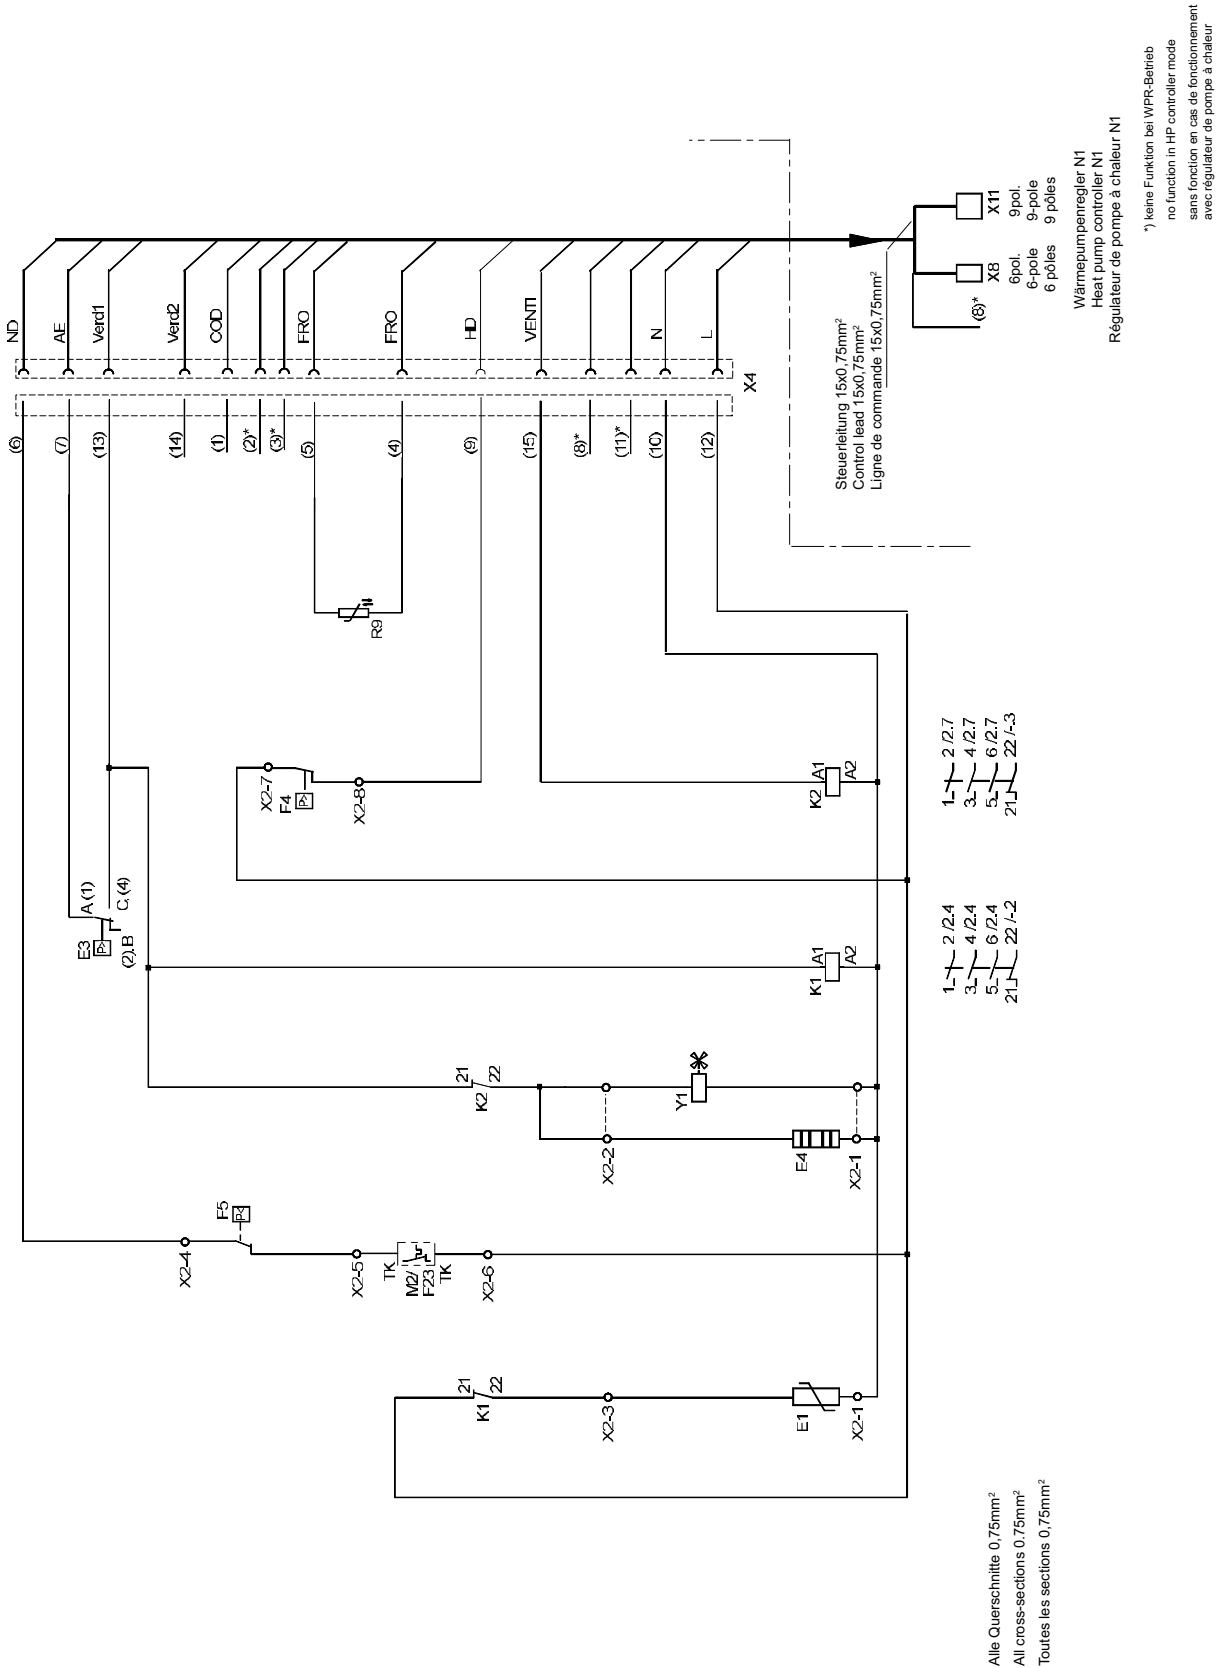 ND
AE
Verd1
Verd2
COD
FRO
FRO
HD
VENTI
N
L
X4
(6)
(7)
(13)
(14)
(1)
(2)*
(3)*
(5)
(4)
(9)
(15)
(8)*
(11)*
(10)
(12)
Steuerleitung 15x0,75mm²
Control lead 15x0,75mm²
Ligne de commande 15x0,75mm²
X8
6pol.
6-pole
6 pôles
X11
9pol.
9-pole
9 pôles
(8)*
Wärmepumpenregler N1
Heat pump controller N1
Régulateur de pompe à chaleur N1
*) keine Funktion bei WPR-Betrieb
no function in HP controller mode
sans fonction en cas de fonctionnement
avec régulateur de pompe à chaleur
R9
X2-7
F4
P>
X2-8
K2
A1
A2
1 2 /2.7
3 4 /2.7
5 6 /2.7
21 22 /-.3
E3
P>
A (1)
C, (4)
(2) B
K1
A1
A2
1 2 /2.4
3 4 /2.4
5 6 /2.4
21 22 /-.2
21
K2
22
Y1
X2-2
E4
X2-1
F5
P<
X2-4
X2-5
TK
M2/
F23
TK
X2-6
21
K1
22
X2-3
E1
X2-1
Alle Querschnitte 0,75mm²
All cross-sections 0.75mm²
Toutes les sections 0,75mm²